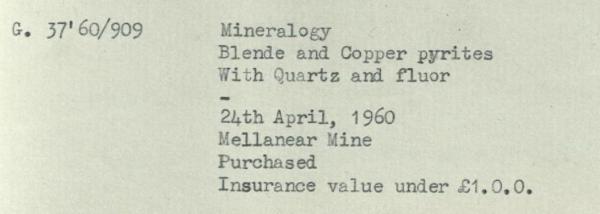 G. 37'60/909 Mineralogy
Blende and Copper pyrites
With Quartz and fluor
-
24th April, 1960
Mellanear Mine
Purchased
Insurance value under £1.0.0.